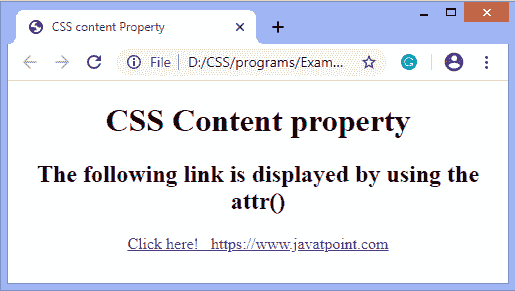 CSS content Property
File
D:/CSS/programs/Exam...
CSS Content property
The following link is displayed by using the
attr()
Click here!   https://www.javatpoint.com